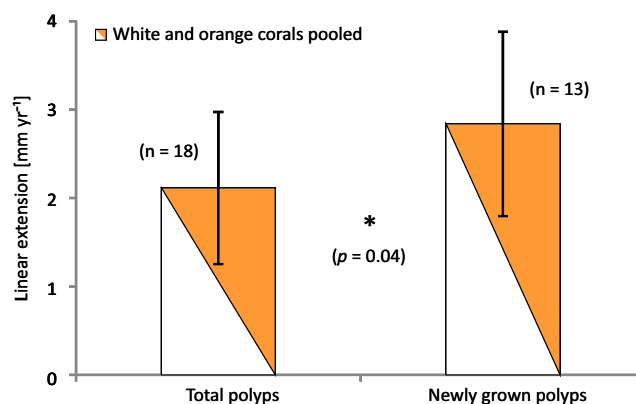 White and orange corals pooled
Linear extension [mm yr⁻¹]
4
3
2
1
0
(n = 18)
(n = 13)
*
(p = 0.04)
Total polyps
Newly grown polyps